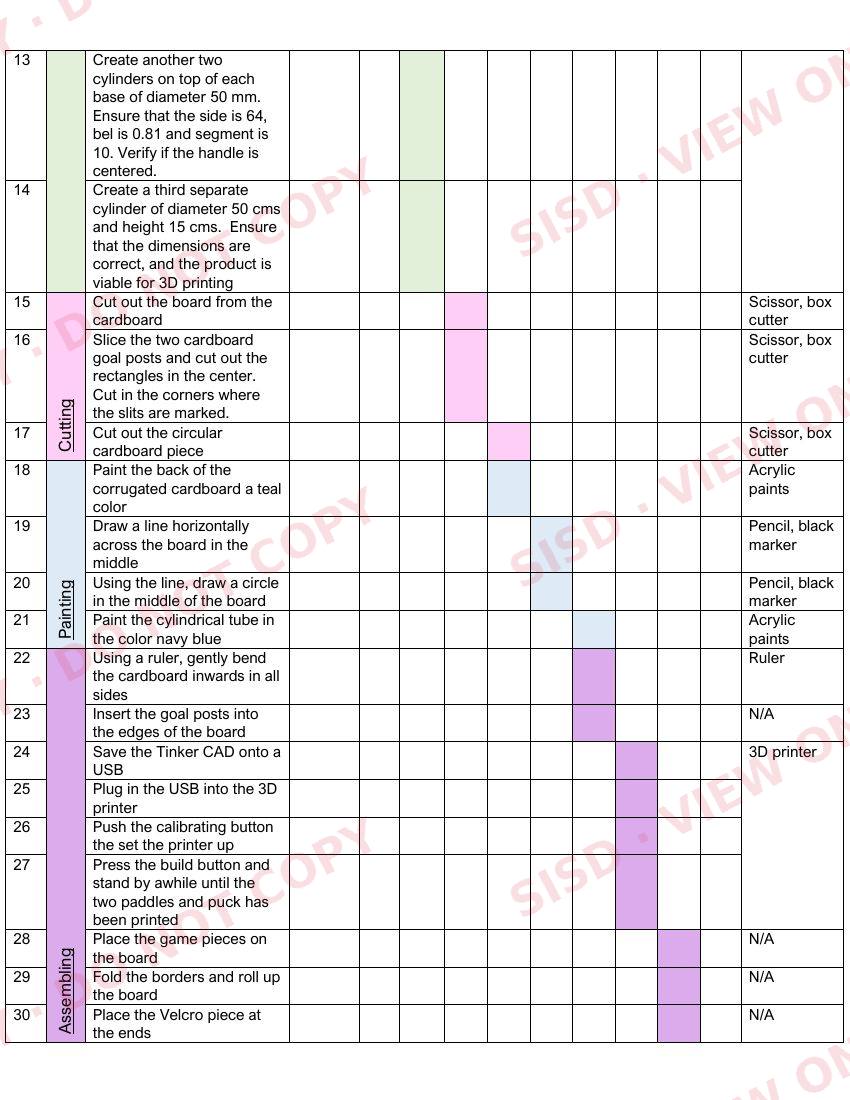 13
Create another two
cylinders on top of each
base of diameter 50 mm.
Ensure that the side is 64,
bel is 0.81 and segment is
10. Verify if the handle is
centered.
14
Create a third separate
cylinder of diameter 50 cms
and height 15 cms. Ensure
that the dimensions are
correct, and the product is
viable for 3D printing
Cutting
15
Cut out the board from the
cardboard
Scissor, box
cutter
16
Slice the two cardboard
goal posts and cut out the
rectangles in the center.
Cut in the corners where
the slits are marked.
Scissor, box
cutter
17
Cut out the circular
cardboard piece
Scissor, box
cutter
Painting
18
Paint the back of the
corrugated cardboard a teal
color
Acrylic
paints
19
Draw a line horizontally
across the board in the
middle
Pencil, black
marker
20
Using the line, draw a circle
in the middle of the board
Pencil, black
marker
21
Paint the cylindrical tube in
the color navy blue
Acrylic
paints
Assembling
22
Using a ruler, gently bend
the cardboard inwards in all
sides
Ruler
23
Insert the goal posts into
the edges of the board
N/A
24
Save the Tinker CAD onto a
USB
3D printer
25
Plug in the USB into the 3D
printer
26
Push the calibrating button
the set the printer up
27
Press the build button and
stand by awhile until the
two paddles and puck has
been printed
28
Place the game pieces on
the board
N/A
29
Fold the borders and roll up
the board
N/A
30
Place the Velcro piece at
the ends
N/A
SISD · VIEW ON
Y · DO NOT COPY
SISD · VIEW ON
Y · DO NOT COPY
SISD · VIEW ON
Y · DO NOT COPY